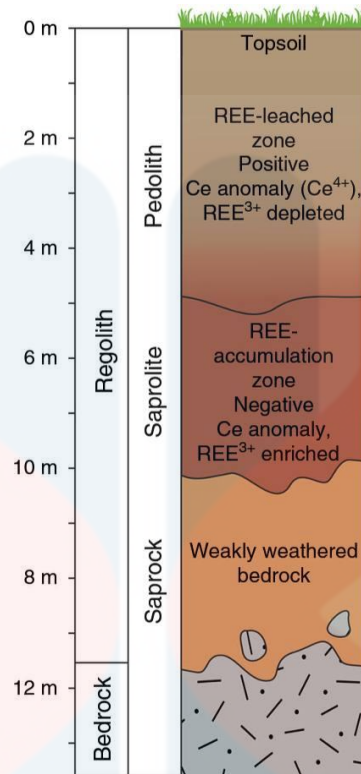 0 m
2 m
4 m
6 m
8 m
10 m
8 m
12 m
Regolith
Bedrock
Pedolith
Saprolite
Saprock
Topsoil
REE-leached
zone
Positive
Ce anomaly (Ce⁴⁺),
REE³⁺ depleted
REE-
accumulation
zone
Negative
Ce anomaly,
REE³⁺ enriched
Weakly weathered
bedrock